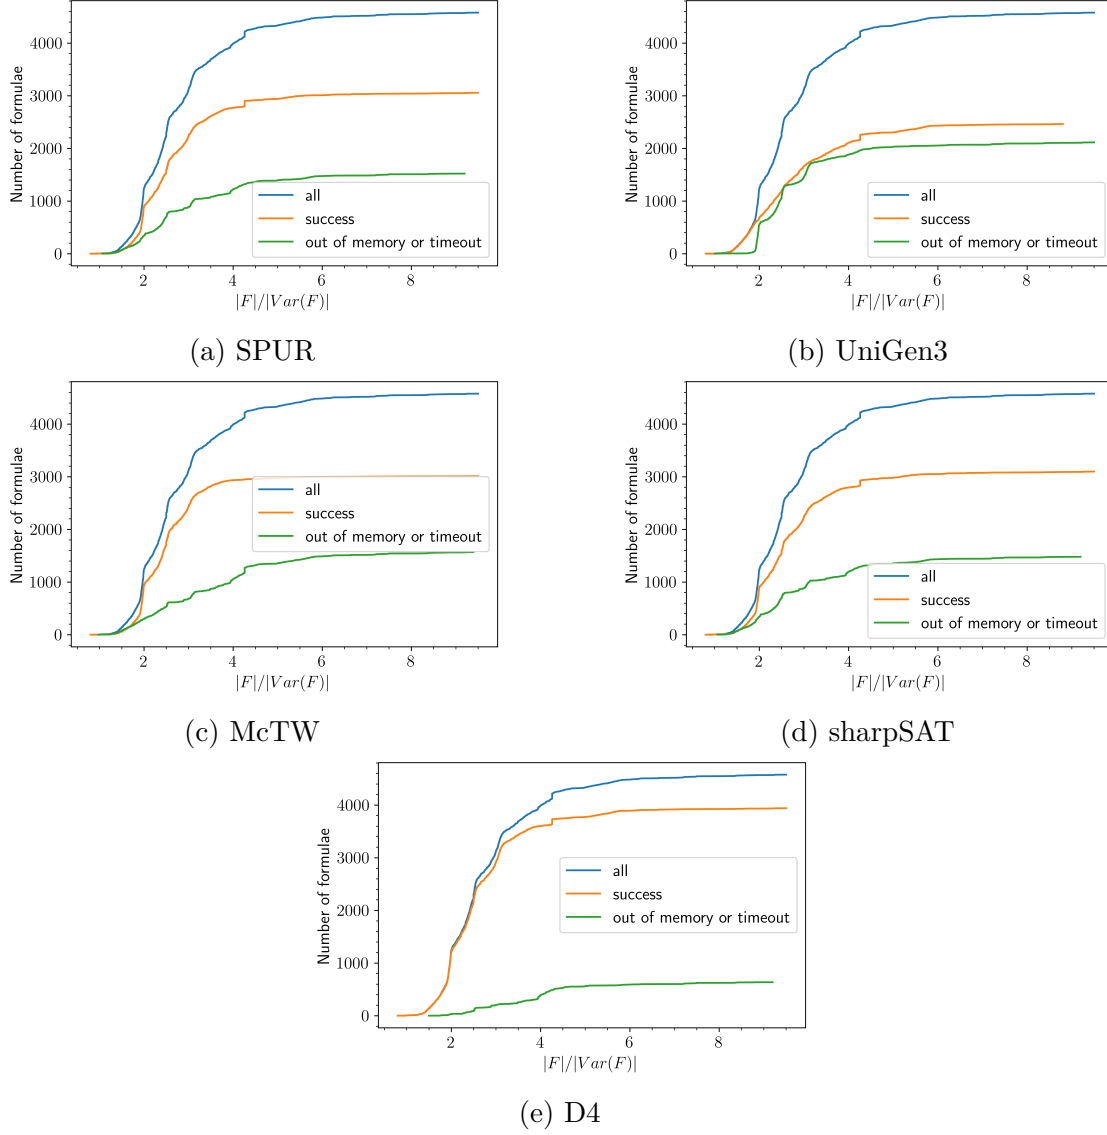 Number of formulae
4000
3000
2000
1000
0
2 4 6 8
|F|/|Var(F)|
all
success
out of memory or timeout
(a) SPUR
Number of formulae
4000
3000
2000
1000
0
2 4 6 8
|F|/|Var(F)|
all
success
out of memory or timeout
(b) UniGen3
Number of formulae
4000
3000
2000
1000
0
2 4 6 8
|F|/|Var(F)|
all
success
out of memory or timeout
(c) McTW
Number of formulae
4000
3000
2000
1000
0
2 4 6 8
|F|/|Var(F)|
all
success
out of memory or timeout
(d) sharpSAT
Number of formulae
4000
3000
2000
1000
0
2 4 6 8
|F|/|Var(F)|
all
success
out of memory or timeout
(e) D4